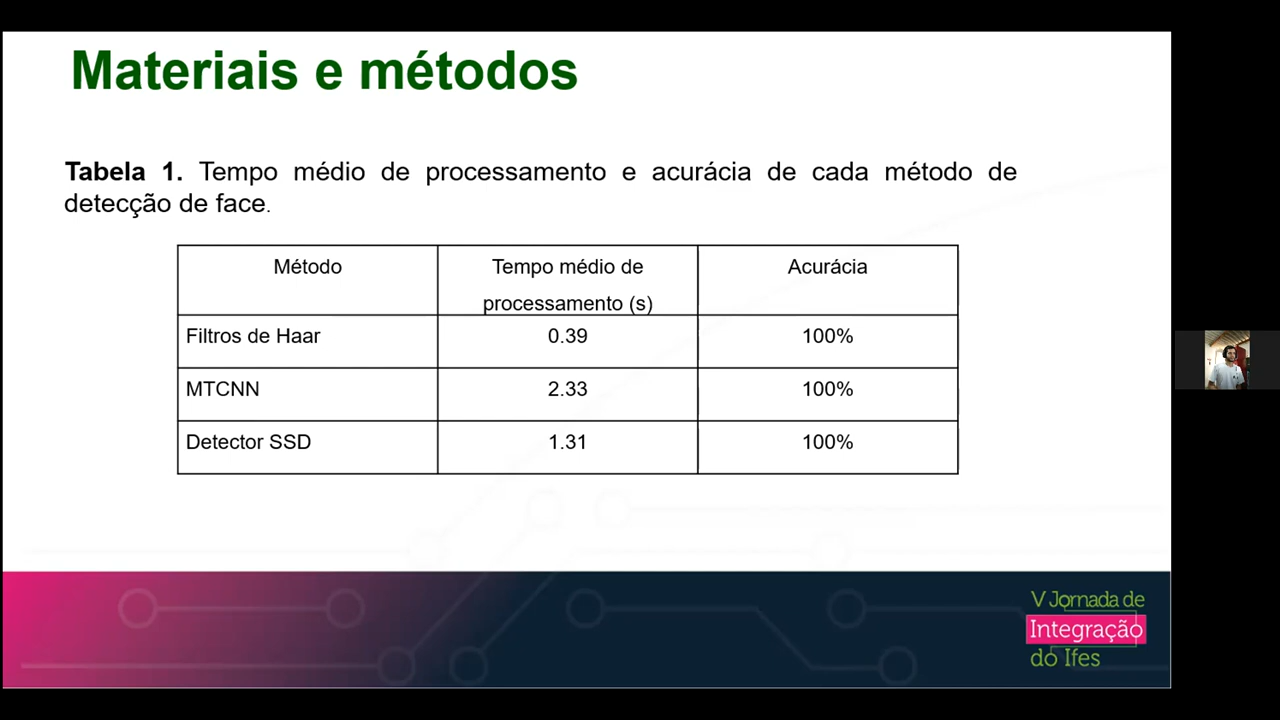 Materiais e métodos
Tabela 1. Tempo médio de processamento e acurácia de cada método de
detecção de face.
Método Tempo médio de processamento (s) Acurácia
Filtros de Haar 0.39 100%
MTCNN 2.33 100%
Detector SSD 1.31 100%
V Jornada de
Integração
do Ifes